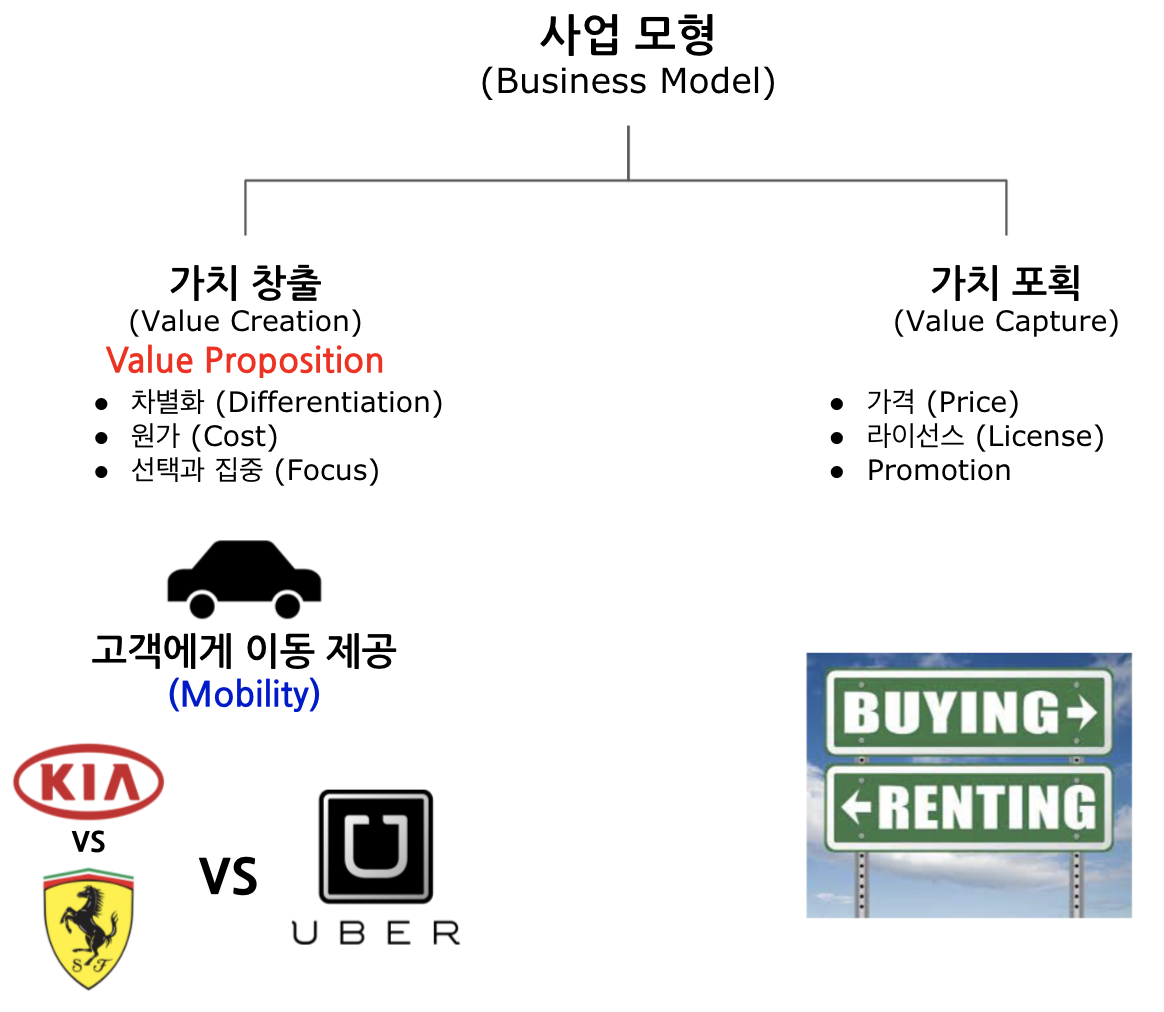 사업 모형
(Business Model)
가치 창출
(Value Creation)
Value Proposition
● 차별화 (Differentiation)
● 원가 (Cost)
● 선택과 집중 (Focus)
가치 포획
(Value Capture)
● 가격 (Price)
● 라이선스 (License)
● Promotion
고객에게 이동 제공
(Mobility)
KIA
VS
S F
VS
U
UBER
BUYING→
←RENTING